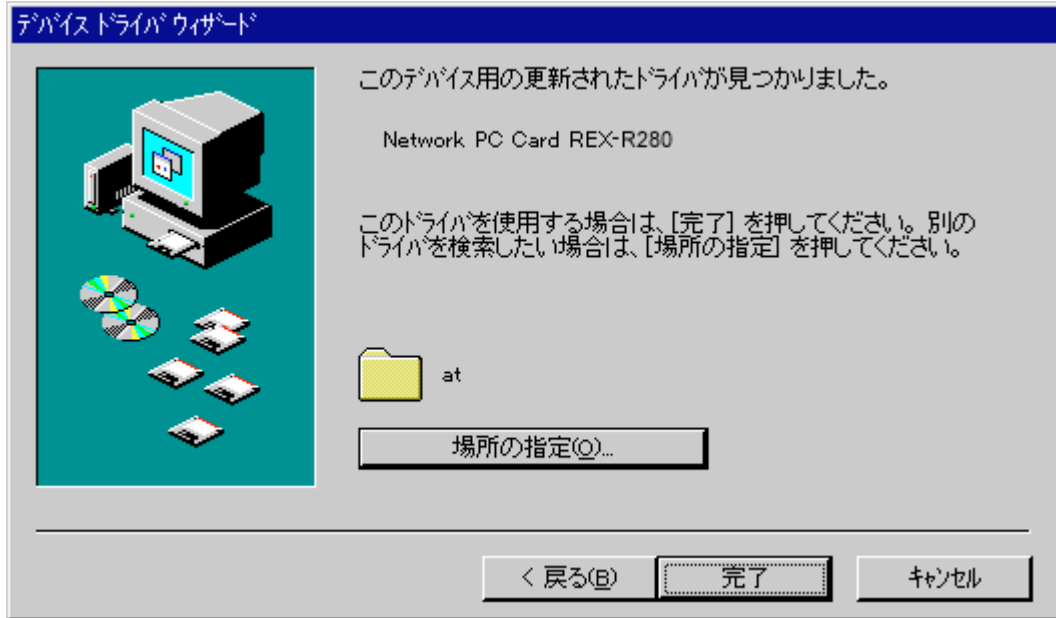 ﾃﾞﾊﾞｲｽ ﾄﾞﾗｲﾊﾞ ｳｨｻﾞｰﾄﾞ
このﾃﾞﾊﾞｲｽ用の更新されたﾄﾞﾗｲﾊﾞが見つかりました。
Network PC Card REX-R280
このﾄﾞﾗｲﾊﾞを使用する場合は、[完了] を押してください。別の
ﾄﾞﾗｲﾊﾞを検索したい場合は、[場所の指定] を押してください。
at
場所の指定(O)...
< 戻る(B)
完了
ｷｬﾝｾﾙ